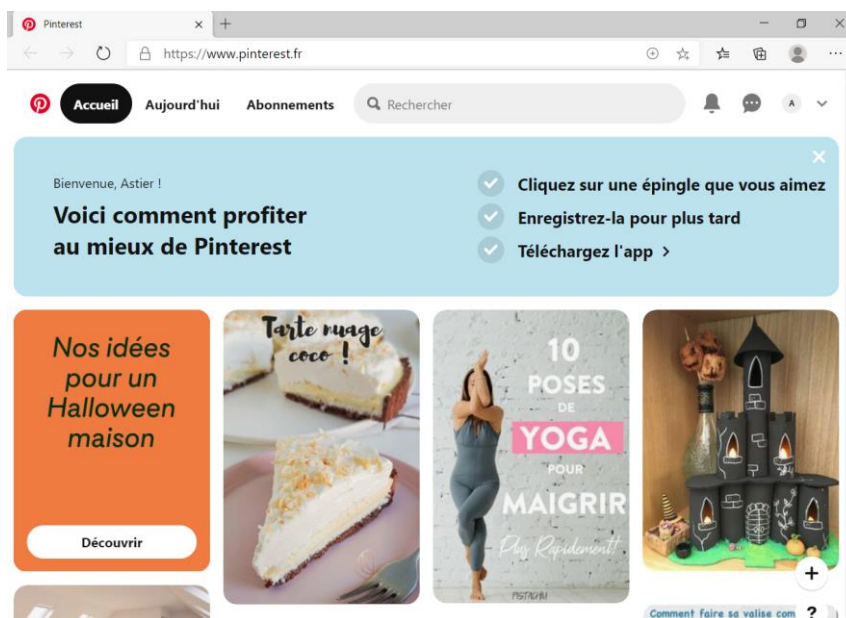 Pinterest
https://www.pinterest.fr
Accueil
Aujourd'hui
Abonnements
Rechercher
A
Bienvenue, Astier !
Voici comment profiter
au mieux de Pinterest
Cliquez sur une épingle que vous aimez
Enregistrez-la pour plus tard
Téléchargez l'app >
Nos idées
pour un
Halloween
maison
Découvrir
Tarte nuage
coco !
10
POSES
DE
YOGA
POUR
MAIGRIR
Plus Rapidement!
Comment faire sa valise com
?